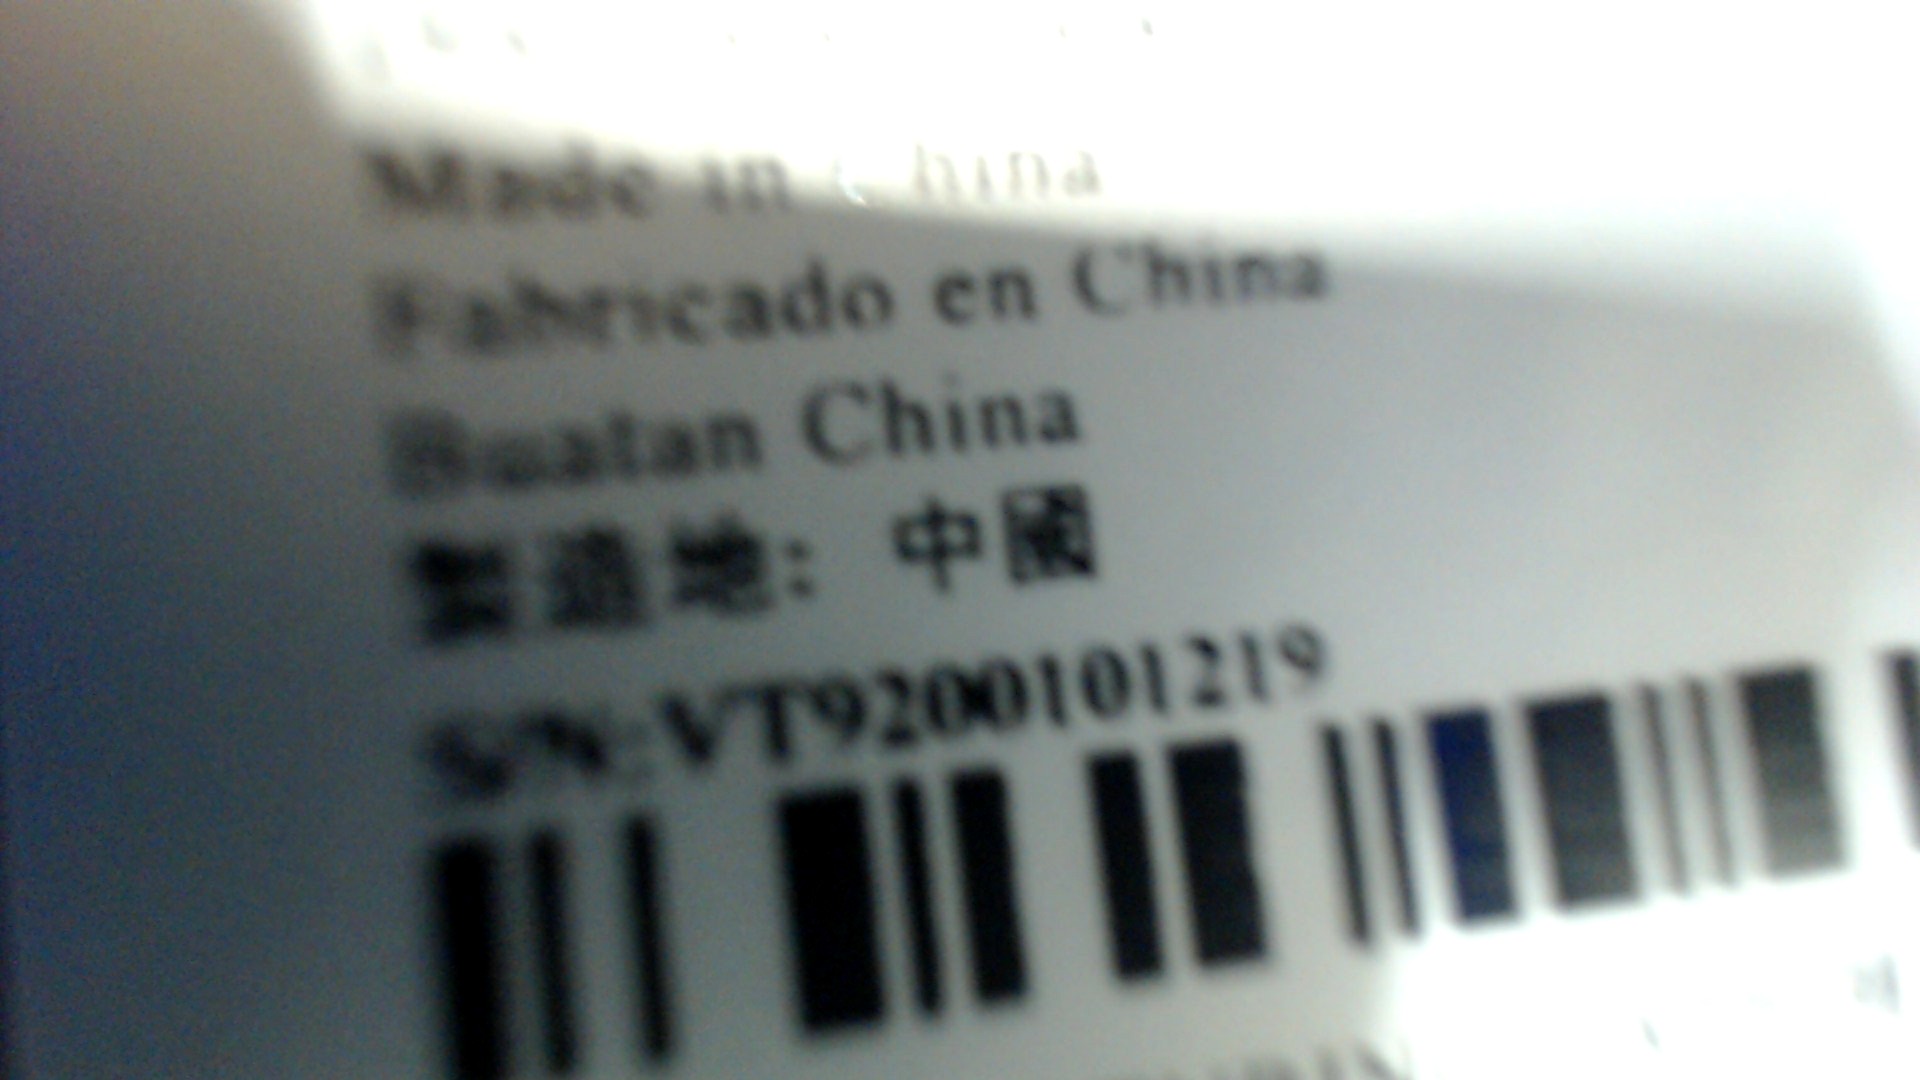 Made in China
Fabricado en China
Buatan China
製造地: 中國
S/N:VT9200101219